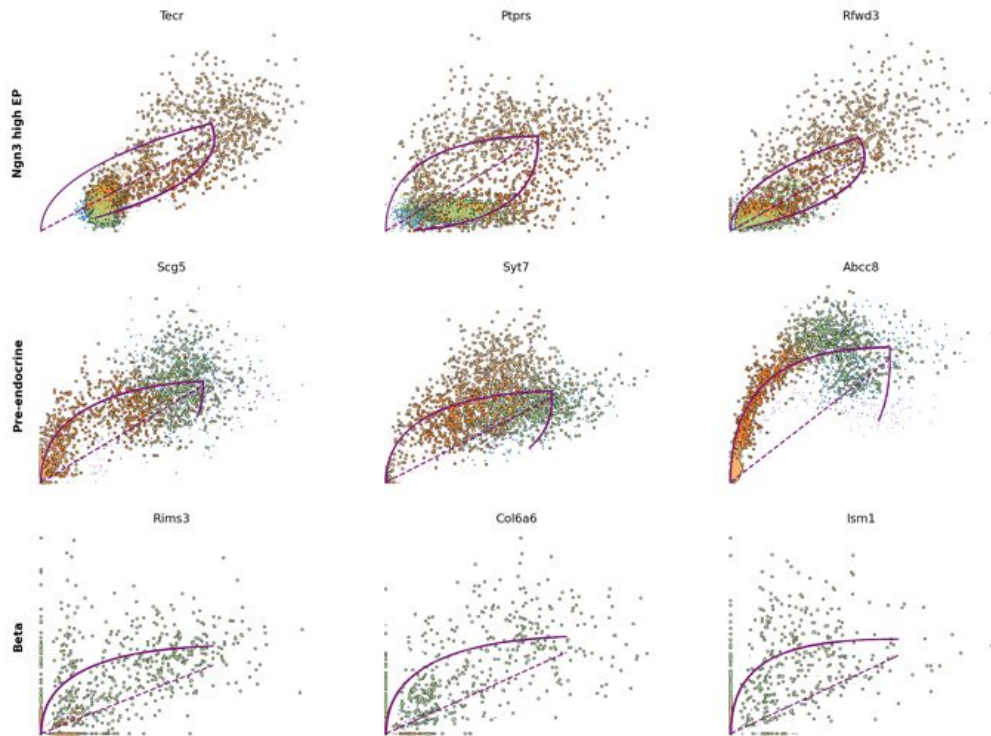 Tecr
Ptprs
Rfwd3
Ngn3 high EP
Scg5
Syt7
Abcc8
Pre-endocrine
Rims3
Col6a6
Ism1
Beta